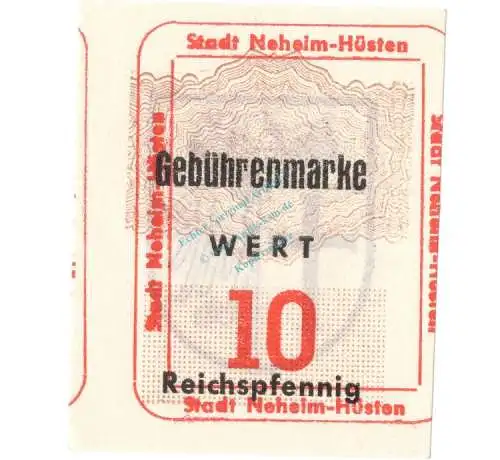 Stadt Neheim-Hüsten
Stadt Neheim-Hüsten
Stadt Neheim-Hüsten
Gebührenmarke
WERT
10
Reichspfennig
Stadt Neheim-Hüsten